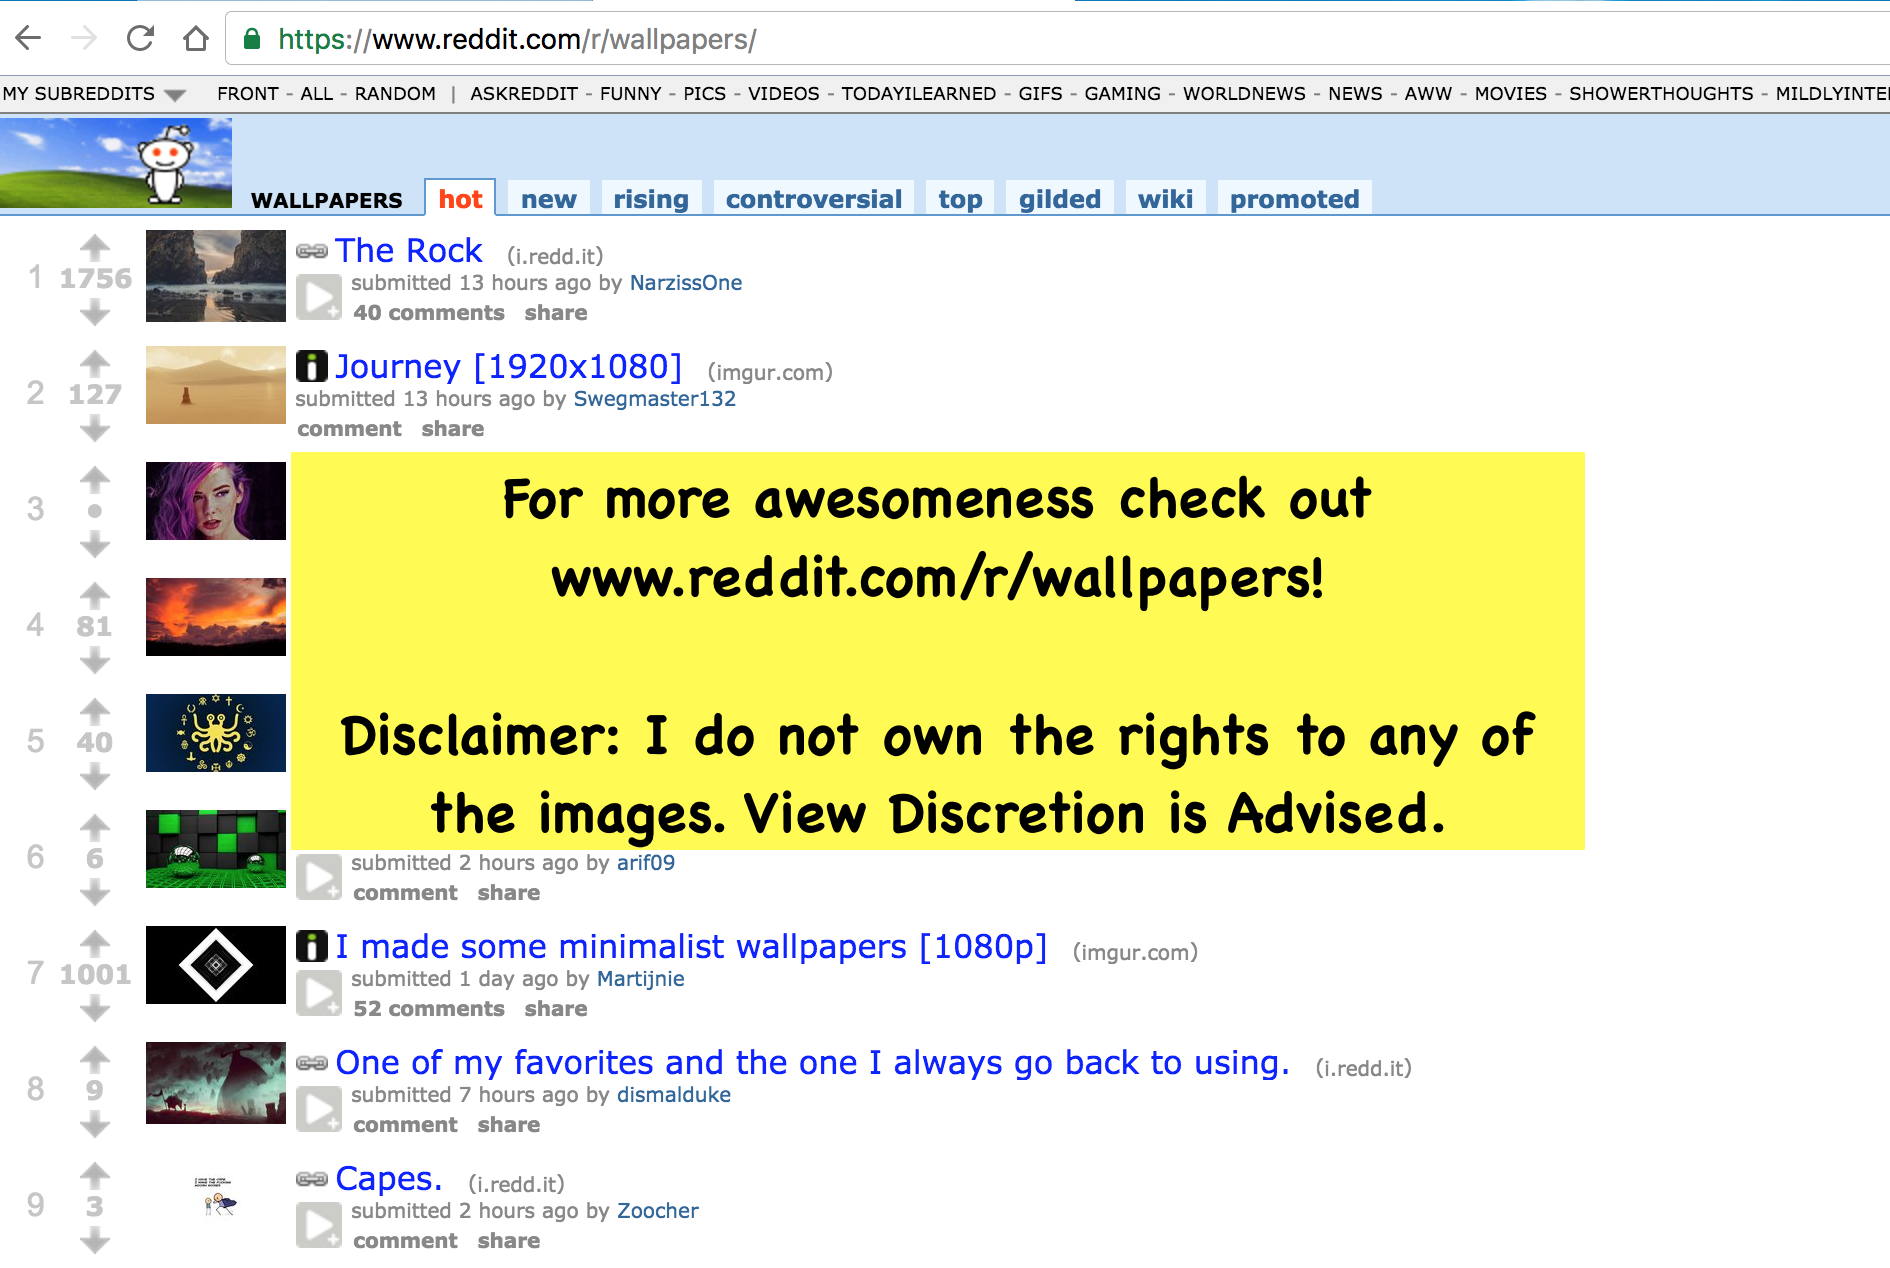 https://www.reddit.com/r/wallpapers/
MY SUBREDDITS FRONT - ALL - RANDOM | ASKREDDIT - FUNNY - PICS - VIDEOS - TODAYILEARNED - GIFS - GAMING - WORLDNEWS - NEWS - AWW - MOVIES - SHOWERTHOUGHTS - MILDLYINTE
WALLPAPERS hot new rising controversial top gilded wiki promoted
1 1756 The Rock (i.redd.it)
submitted 13 hours ago by NarzissOne
40 comments share
2 127 Journey [1920x1080] (imgur.com)
submitted 13 hours ago by Swegmaster132
comment share
3 •
4 81
5 40
For more awesomeness check out
www.reddit.com/r/wallpapers!
Disclaimer: I do not own the rights to any of
the images. View Discretion is Advised.
6 6 submitted 2 hours ago by arif09
comment share
7 1001 I made some minimalist wallpapers [1080p] (imgur.com)
submitted 1 day ago by Martijnie
52 comments share
8 9 One of my favorites and the one I always go back to using. (i.redd.it)
submitted 7 hours ago by dismalduke
comment share
9 3 Capes. (i.redd.it)
submitted 2 hours ago by Zoocher
comment share